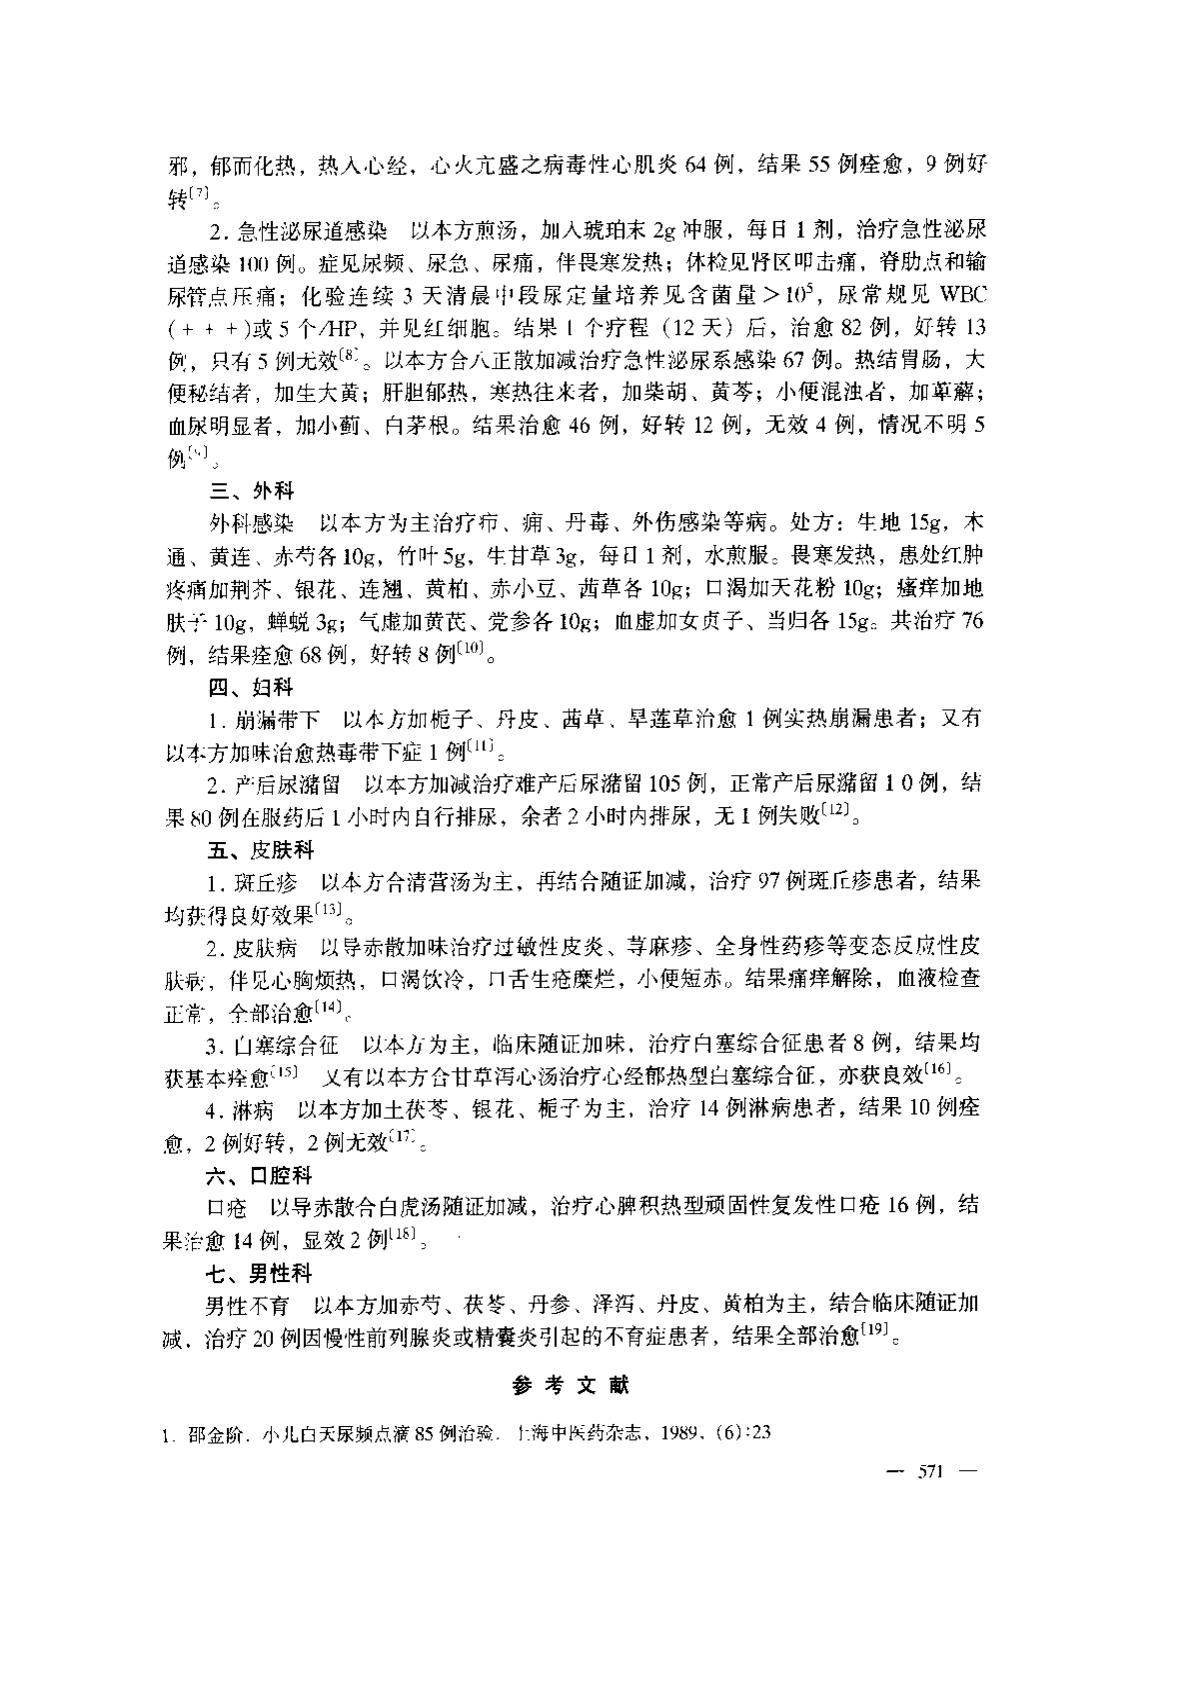 邪，郁而化热，热入心经，心火亢盛之病毒性心肌炎 64 例，结果 55 例痊愈，9 例好
转〔7〕。
2. 急性泌尿道感染　以本方煎汤，加入琥珀末 2g 冲服，每日 1 剂，治疗急性泌尿
道感染 100 例。症见尿频、尿急、尿痛，伴畏寒发热；体检见肾区叩击痛，脊肋点和输
尿管点压痛；化验连续 3 天清晨中段尿定量培养见含菌量＞10⁵，尿常规见 WBC
(+ + +)或 5 个/HP，并见红细胞。结果 1 个疗程（12 天）后，治愈 82 例，好转 13
例，只有 5 例无效〔8〕。以本方合八正散加减治疗急性泌尿系感染 67 例。热结胃肠，大
便秘结者，加生大黄；肝胆郁热，寒热往来者，加柴胡、黄芩；小便混浊者，加萆薢；
血尿明显者，加小蓟、白茅根。结果治愈 46 例，好转 12 例，无效 4 例，情况不明 5
例〔9〕。
三、外科
外科感染　以本方为主治疗疖、痈、丹毒、外伤感染等病。处方：生地 15g，木
通、黄连、赤芍各 10g，竹叶 5g，生甘草 3g，每日 1 剂，水煎服。畏寒发热，患处红肿
疼痛加荆芥、银花、连翘、黄柏、赤小豆、茜草各 10g；口渴加天花粉 10g；瘙痒加地
肤子 10g，蝉蜕 3g；气虚加黄芪、党参各 10g；血虚加女贞子、当归各 15g。共治疗 76
例，结果痊愈 68 例，好转 8 例〔10〕。
四、妇科
1. 崩漏带下　以本方加栀子、丹皮、茜草、旱莲草治愈 1 例实热崩漏患者；又有
以本方加味治愈热毒带下症 1 例〔11〕。
2. 产后尿潴留　以本方加减治疗难产后尿潴留 105 例，正常产后尿潴留 1 0 例，结
果 80 例在服药后 1 小时内自行排尿，余者 2 小时内排尿，无 1 例失败〔12〕。
五、皮肤科
1. 斑丘疹　以本方合清营汤为主，再结合随证加减，治疗 97 例斑丘疹患者，结果
均获得良好效果〔13〕。
2. 皮肤病　以导赤散加味治疗过敏性皮炎、荨麻疹、全身性药疹等变态反应性皮
肤病，伴见心胸烦热，口渴饮冷，口舌生疮糜烂，小便短赤。结果痛痒解除，血液检查
正常，全部治愈〔14〕。
3. 白塞综合征　以本方为主，临床随证加味，治疗白塞综合征患者 8 例，结果均
获基本痊愈〔15〕　又有以本方合甘草泻心汤治疗心经郁热型白塞综合征，亦获良效〔16〕。
4. 淋病　以本方加土茯苓、银花、栀子为主，治疗 14 例淋病患者，结果 10 例痊
愈，2 例好转，2 例无效〔17〕。
六、口腔科
口疮　以导赤散合白虎汤随证加减，治疗心脾积热型顽固性复发性口疮 16 例，结
果治愈 14 例，显效 2 例〔18〕。
七、男性科
男性不育　以本方加赤芍、茯苓、丹参、泽泻、丹皮、黄柏为主，结合临床随证加
减，治疗 20 例因慢性前列腺炎或精囊炎引起的不育症患者，结果全部治愈〔19〕。
参 考 文 献
1. 邵金阶．小儿白天尿频点滴 85 例治验．上海中医药杂志，1989，(6):23
— 571 —